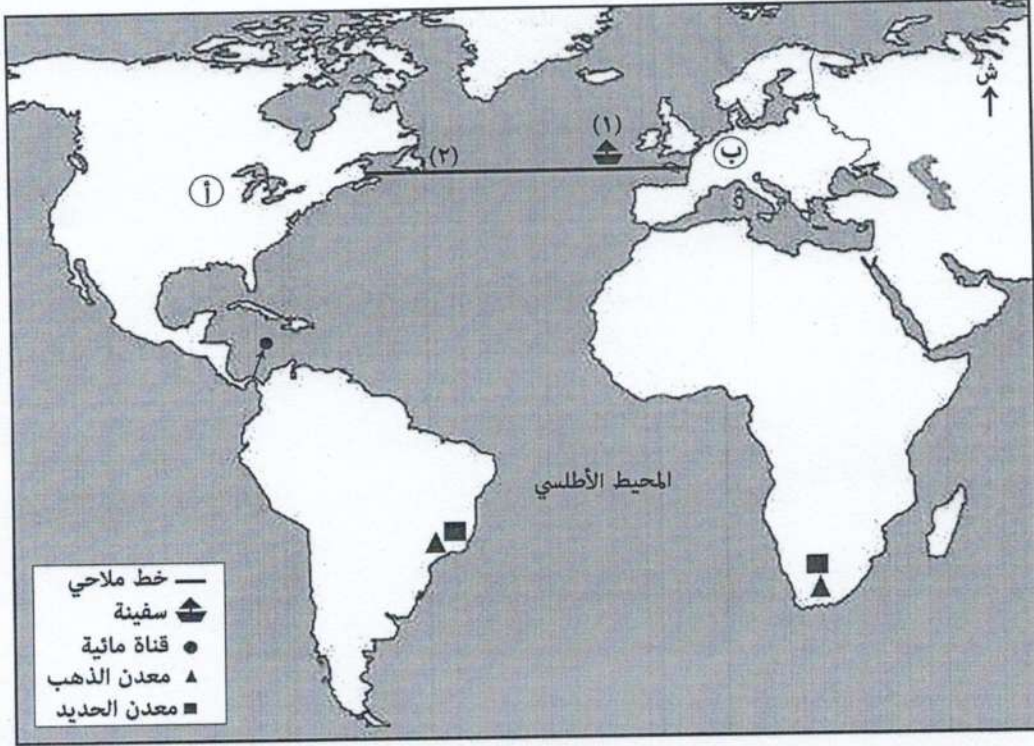 ش
(١)
(٢)
ب
أ
المحيط الأطلسي
خط ملاحي
سفينة
قناة مائية
معدن الذهب
معدن الحديد